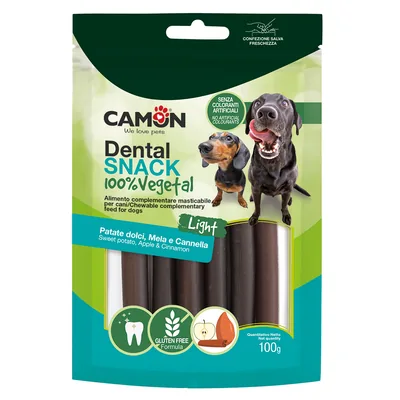 CONFEZIONE SALVA
FRESCHEZZA
SENZA
COLORANTI
ARTIFICIALI
NO ARTIFICIAL
COLOURANTS
CAMON
We love pets
Dental
SNACK
100% Vegetal
Alimento complementare masticabile
per cani/Chewable complementary
feed for dogs
Light
Patate dolci, Mela e Cannella
Sweet potato, Apple & Cinnamon
GLUTEN FREE
Formula
Quantitativo Netto
Net quantity
100g